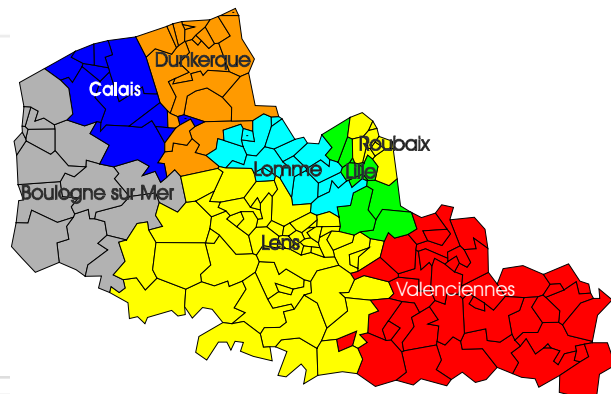 Dunkerque
Calais
Roubaix
Lomme
Lille
Boulogne sur Mer
Lens
Valenciennes